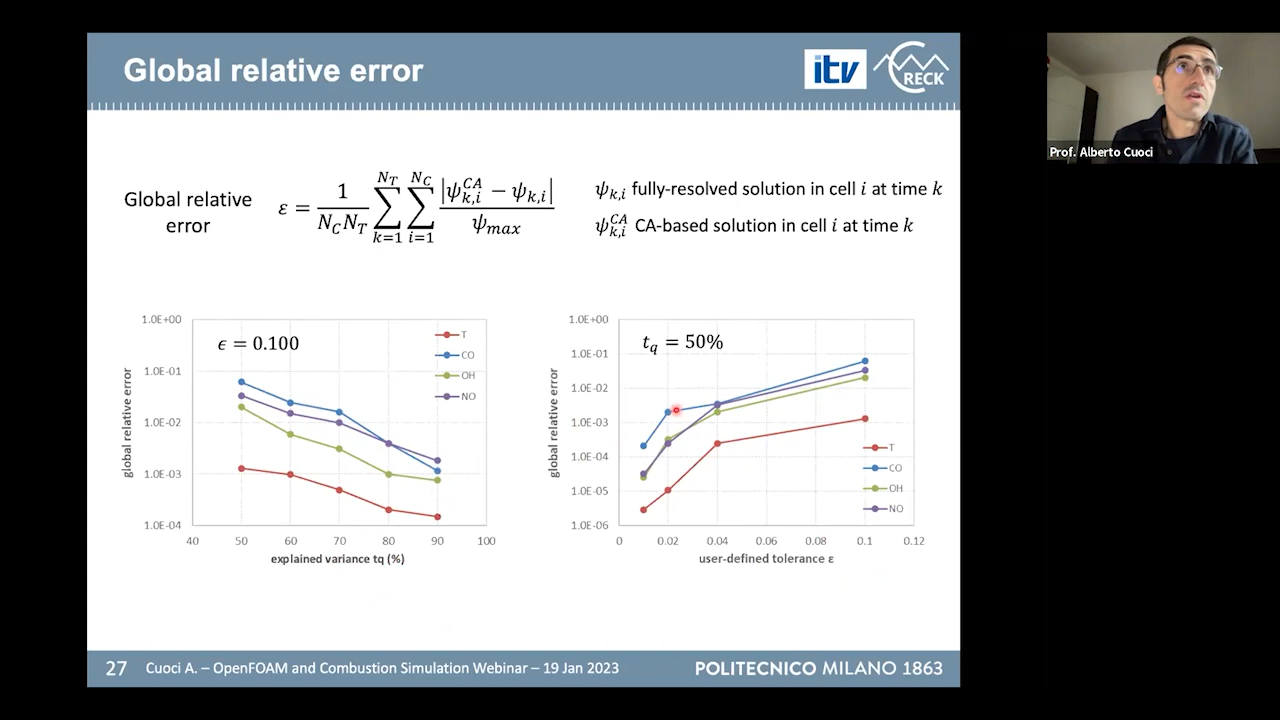 Global relative error
itv
CRECK
Prof. Alberto Cuoci
Global relative
error
ε = 1/(N_C N_T) ∑_{k=1}^{N_T} ∑_{i=1}^{N_C} |ψ_{k,i}^{CA} − ψ_{k,i}| / ψ_{max}
ψ_{k,i} fully-resolved solution in cell i at time k
ψ_{k,i}^{CA} CA-based solution in cell i at time k
1.0E+00
1.0E-01
1.0E-02
1.0E-03
1.0E-04
global relative error
ϵ = 0.100
T
CO
OH
NO
40 50 60 70 80 90 100
explained variance tq (%)
1.0E+00
1.0E-01
1.0E-02
1.0E-03
1.0E-04
1.0E-05
1.0E-06
global relative error
t_q = 50%
T
CO
OH
NO
0 0.02 0.04 0.06 0.08 0.1 0.12
user-defined tolerance ε
27 Cuoci A. – OpenFOAM and Combustion Simulation Webinar – 19 Jan 2023
POLITECNICO MILANO 1863